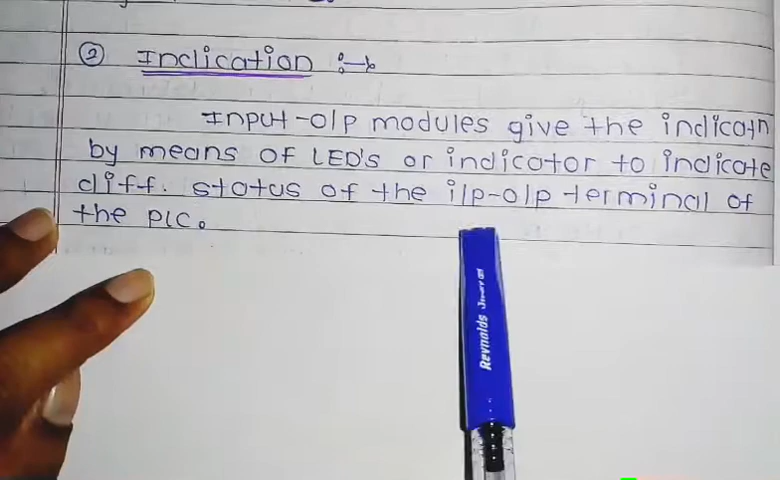 ② Indication :→
Input-o/p modules give the indicatn
by means of LED's or indicator to indicate
diff. status of the i/p-o/p terminal of
the PLC.
Reynolds